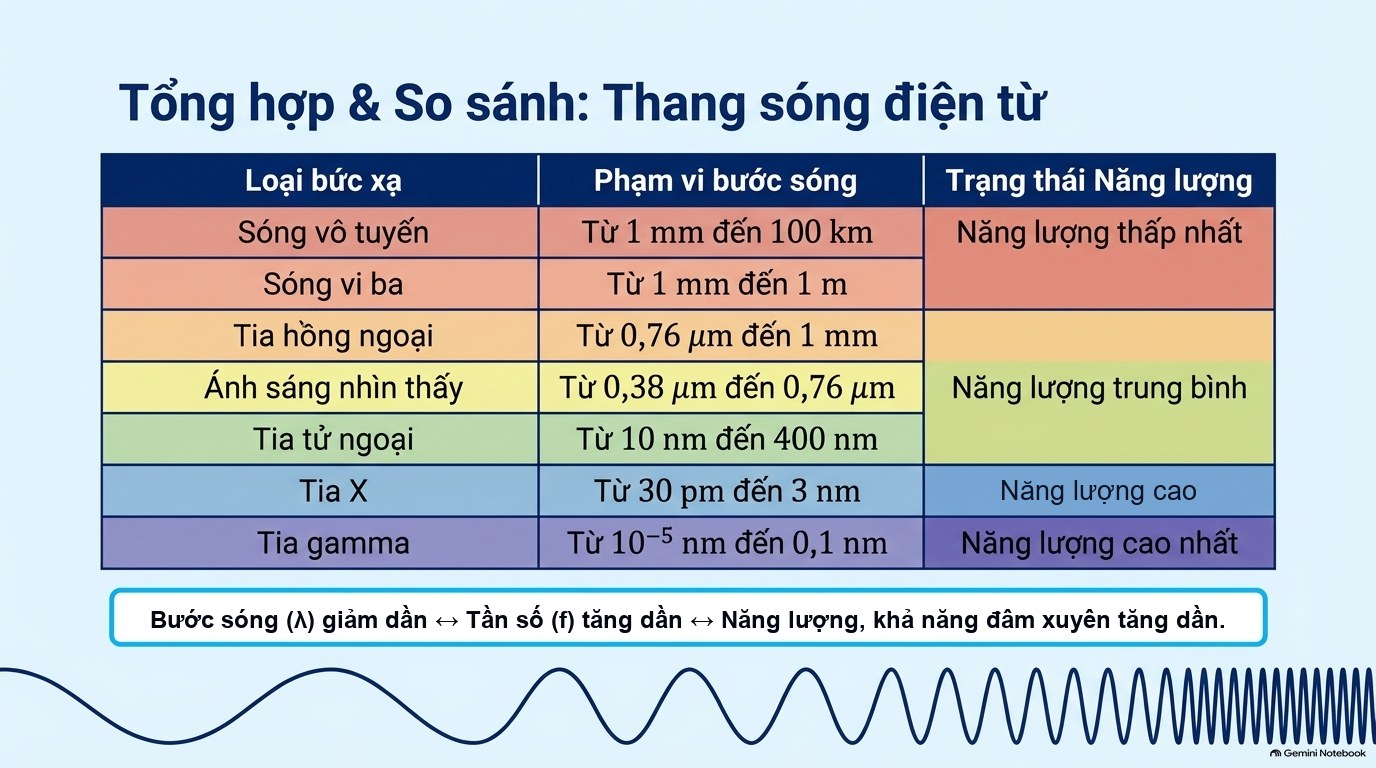 Tổng hợp & So sánh: Thang sóng điện từ
Loại bức xạ Phạm vi bước sóng Trạng thái Năng lượng
Sóng vô tuyến Từ 1 mm đến 100 km Năng lượng thấp nhất
Sóng vi ba Từ 1 mm đến 1 m
Tia hồng ngoại Từ 0,76 μm đến 1 mm
Ánh sáng nhìn thấy Từ 0,38 μm đến 0,76 μm Năng lượng trung bình
Tia tử ngoại Từ 10 nm đến 400 nm
Tia X Từ 30 pm đến 3 nm Năng lượng cao
Tia gamma Từ 10⁻⁵ nm đến 0,1 nm Năng lượng cao nhất
Bước sóng (λ) giảm dần ↔ Tần số (f) tăng dần ↔ Năng lượng, khả năng đâm xuyên tăng dần.
Gemini Notebook